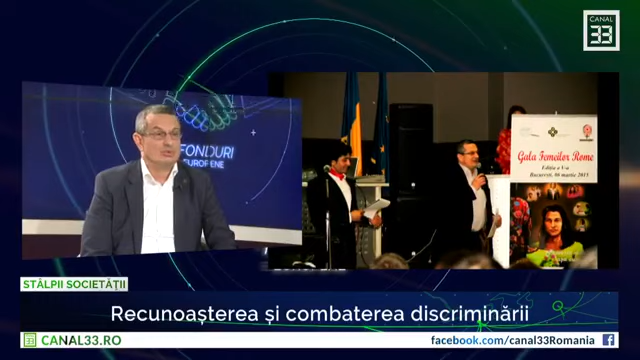 CANAL
33
FONDURI
EUROPENE
Gala Femeilor Rome
Ediția a V-a
București, 06 martie 2015
STÂLPII SOCIETĂȚII
Recunoașterea și combaterea discriminării
CANAL33.RO
facebook.com/canal33Romania